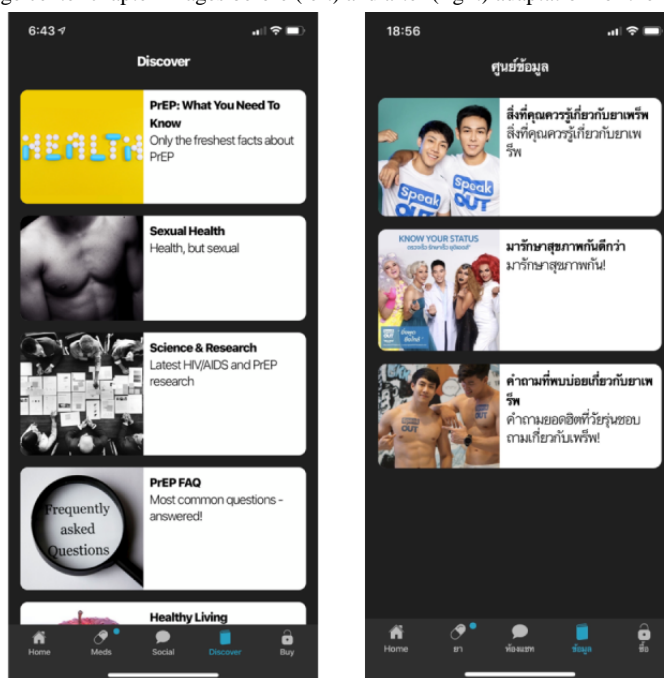 6:43
Discover
HEALTH
PrEP: What You Need To
Know
Only the freshest facts about
PrEP
Sexual Health
Health, but sexual
Science & Research
Latest HIV/AIDS and PrEP
research
Frequently
asked
Questions
PrEP FAQ
Most common questions -
answered!
Healthy Living
Home
Meds
Social
Discover
Buy
18:56
ศูนย์ข้อมูล
Speak
OUT
Speak
OUT
สิ่งที่คุณควรรู้เกี่ยวกับยาเพร็พ
สิ่งที่คุณควรรู้เกี่ยวกับยาเพ
ร็พ
KNOW YOUR STATUS
มารักษาสุขภาพกันดีกว่า
มารักษาสุขภาพกัน!
OUT
คำถามที่พบบ่อยเกี่ยวกับยาเพ
ร็พ
คำถามยอดฮิตที่วัยรุ่นชอบ
ถามเกี่ยวกับเพร็พ!
Home
ยา
ห้องแชท
ข้อมูล
ซื้อ